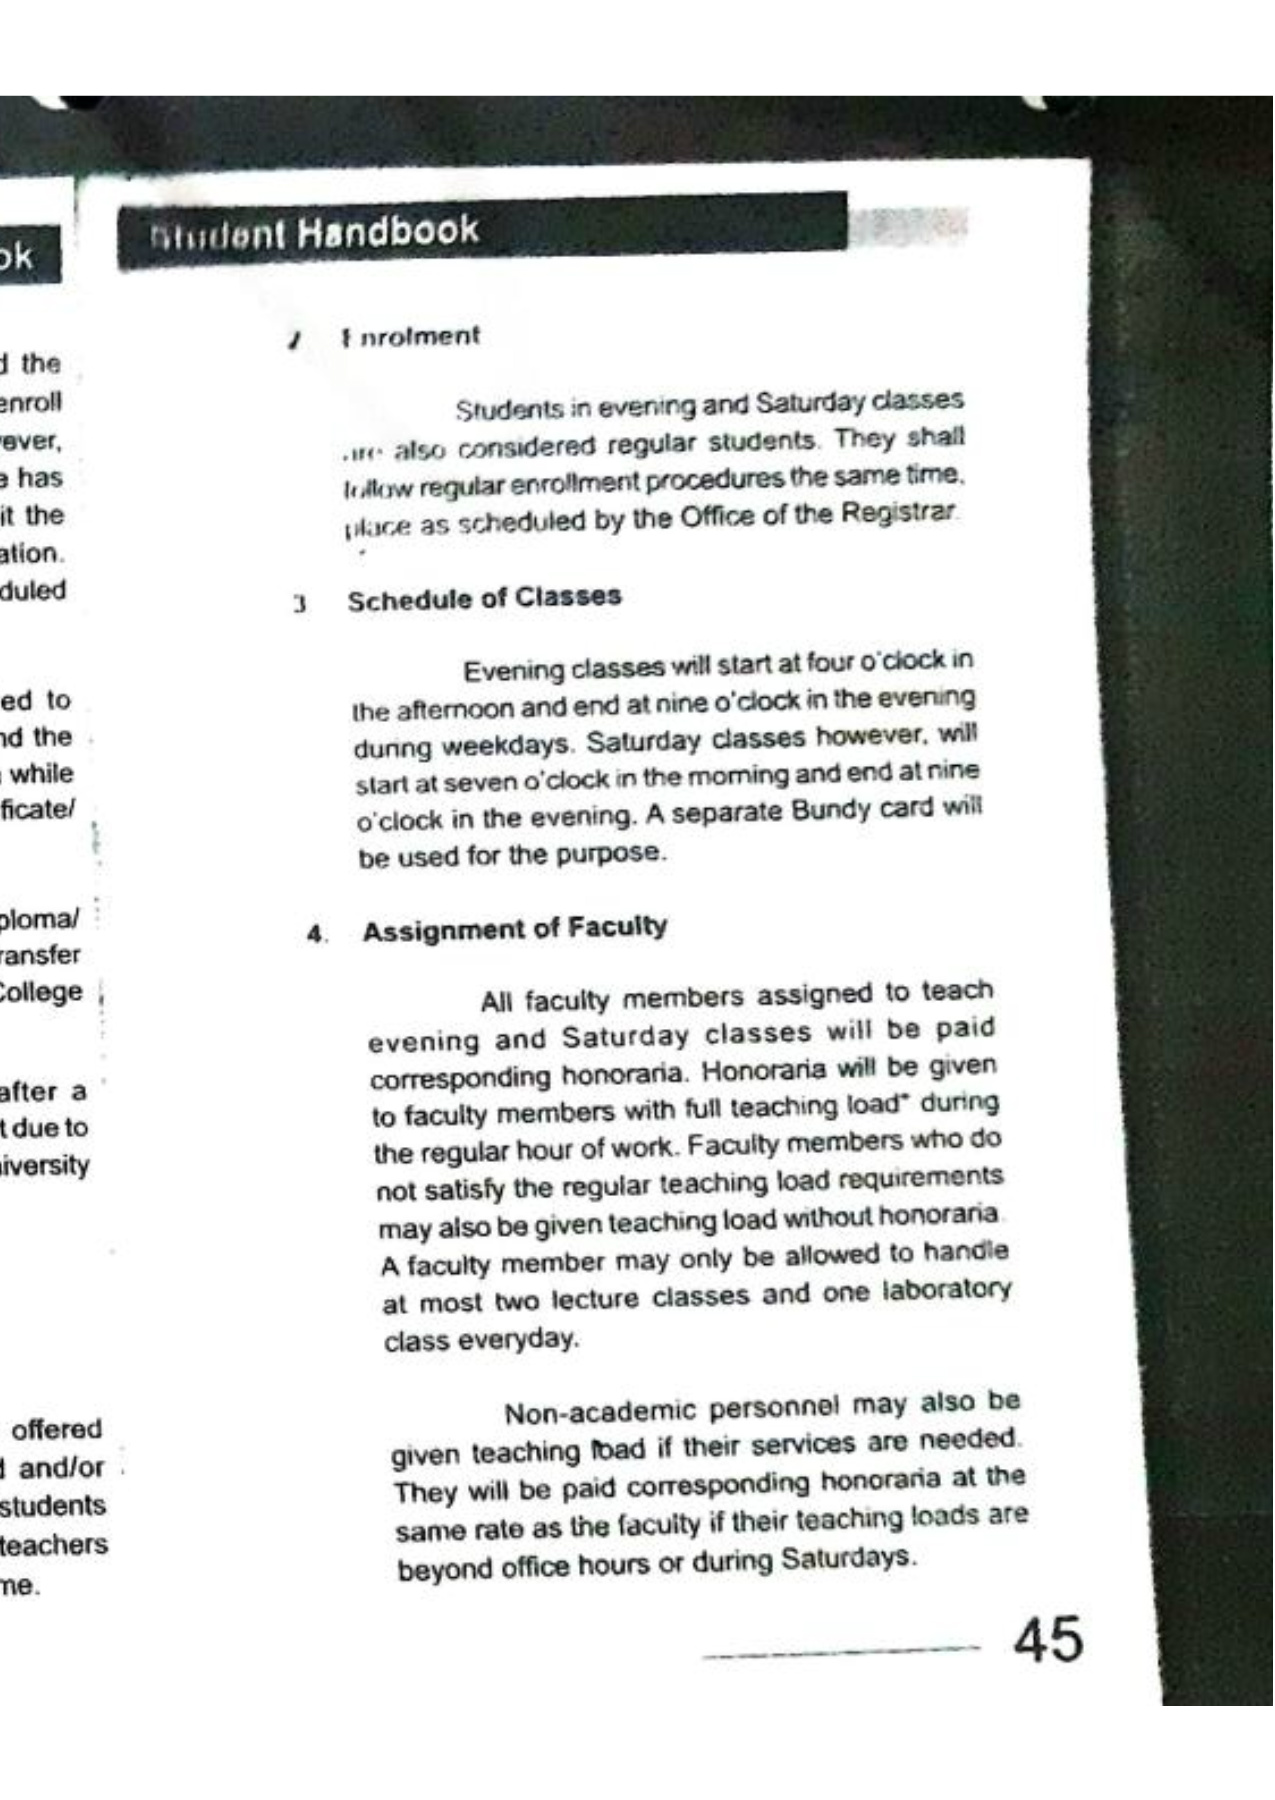 ok
d the
enroll
ever,
e has
it the
ation.
duled
ed to
nd the
while
ficate/
ploma/
ransfer
College
after a
t due to
iversity
offered
d and/or
students
teachers
me.
Student Handbook
Enrolment
Students in evening and Saturday classes
are also considered regular students. They shall
follow regular enrollment procedures the same time,
place as scheduled by the Office of the Registrar.
3 Schedule of Classes
Evening classes will start at four o'clock in
the afternoon and end at nine o'clock in the evening
during weekdays. Saturday classes however, will
start at seven o'clock in the morning and end at nine
o'clock in the evening. A separate Bundy card will
be used for the purpose.
4. Assignment of Faculty
All faculty members assigned to teach
evening and Saturday classes will be paid
corresponding honoraria. Honoraria will be given
to faculty members with full teaching load* during
the regular hour of work. Faculty members who do
not satisfy the regular teaching load requirements
may also be given teaching load without honoraria.
A faculty member may only be allowed to handle
at most two lecture classes and one laboratory
class everyday.
Non-academic personnel may also be
given teaching load if their services are needed.
They will be paid corresponding honoraria at the
same rate as the faculty if their teaching loads are
beyond office hours or during Saturdays.
45